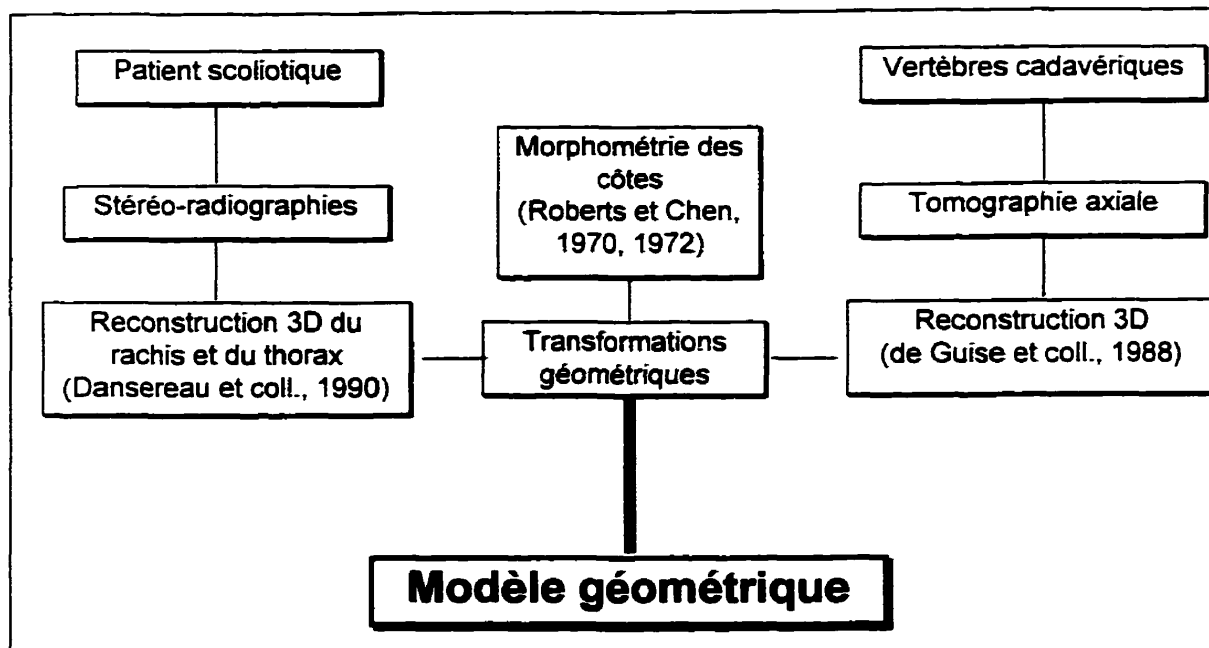 Patient scoliotique
Stéréo-radiographies
Reconstruction 3D du
rachis et du thorax
(Dansereau et coll., 1990)
Morphométrie des
côtes
(Roberts et Chen,
1970, 1972)
Transformations
géométriques
Vertèbres cadavériques
Tomographie axiale
Reconstruction 3D
(de Guise et coll., 1988)
Modèle géométrique